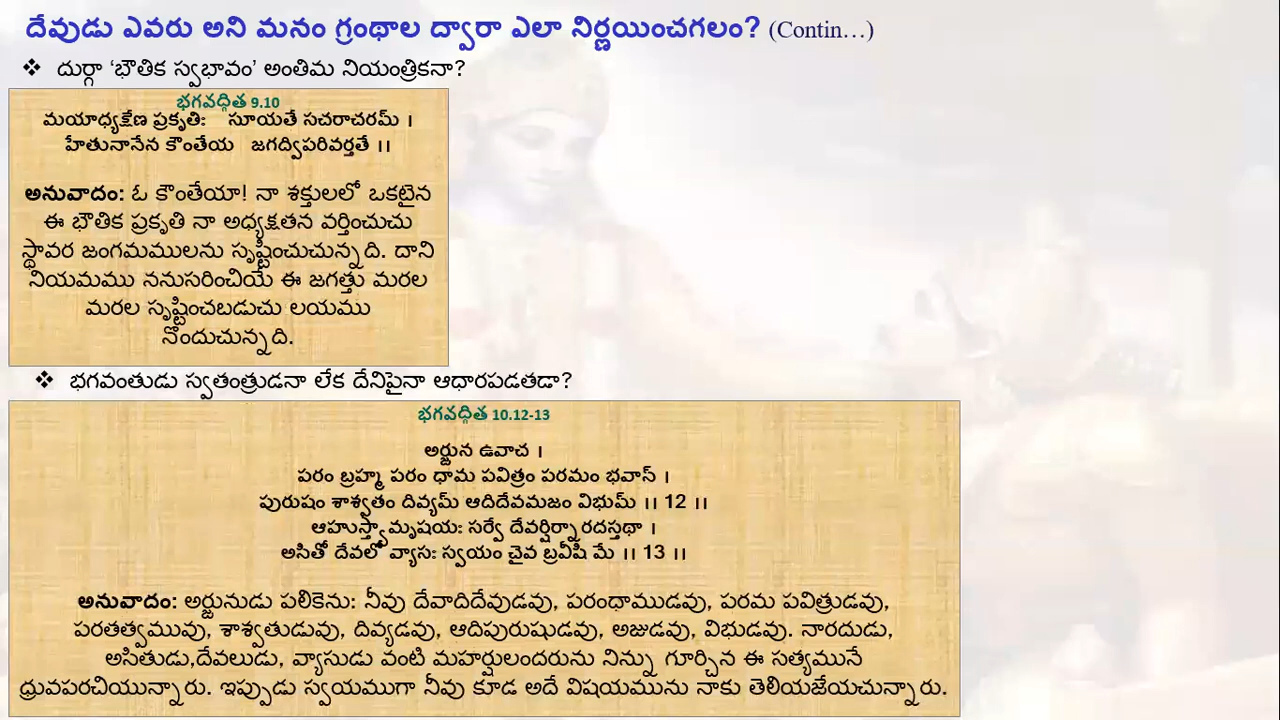 దేవుడు ఎవరు అని మనం గ్రంథాల ద్వారా ఎలా నిర్ణయించగలం? (Contin…)
❖ దుర్గా ‘భౌతిక స్వభావం’ అంతిమ నియంత్రికనా?
భగవద్గిత 9.10
మయాధ్యక్షేణ ప్రకృతిః సూయతే సచరాచరమ్ ।
హేతునానేన కౌంతేయ జగద్విపరివర్తతే ।।
అనువాదం: ఓ కౌంతేయా! నా శక్తులలో ఒకటైన
ఈ భౌతిక ప్రకృతి నా అధ్యక్షతన వర్తించుచు
స్థావర జంగమములను సృష్టించుచున్నది. దాని
నియమము ననుసరించియే ఈ జగత్తు మరల
మరల సృష్టించబడుచు లయము
నొందుచున్నది.
❖ భగవంతుడు స్వతంత్రుడనా లేక దేనిపైనా ఆధారపడతడా?
భగవద్గిత 10.12-13
అర్జున ఉవాచ ।
పరం బ్రహ్మ పరం ధామ పవిత్రం పరమం భవాస్ ।
పురుషం శాశ్వతం దివ్యమ్ ఆదిదేవమజం విభుమ్ ।। 12 ।।
ఆహుస్త్వామృషయః సర్వే దేవర్షిర్నారదస్తథా ।
అసితో దేవలో వ్యాసః స్వయం చైవ బ్రవీషి మే ।। 13 ।।
అనువాదం: అర్జునుడు పలికెను: నీవు దేవాదిదేవుడవు, పరంధాముడవు, పరమ పవిత్రుడవు,
పరతత్వమువు, శాశ్వతుడువు, దివ్యడవు, ఆదిపురుషుడవు, అజుడవు, విభుడవు. నారదుడు,
అసితుడు,దేవలుడు, వ్యాసుడు వంటి మహర్షులందరును నిన్ను గూర్చిన ఈ సత్యమునే
ధ్రువపరచియున్నారు. ఇప్పుడు స్వయముగా నీవు కూడ అదే విషయమును నాకు తెలియజేయచున్నారు.